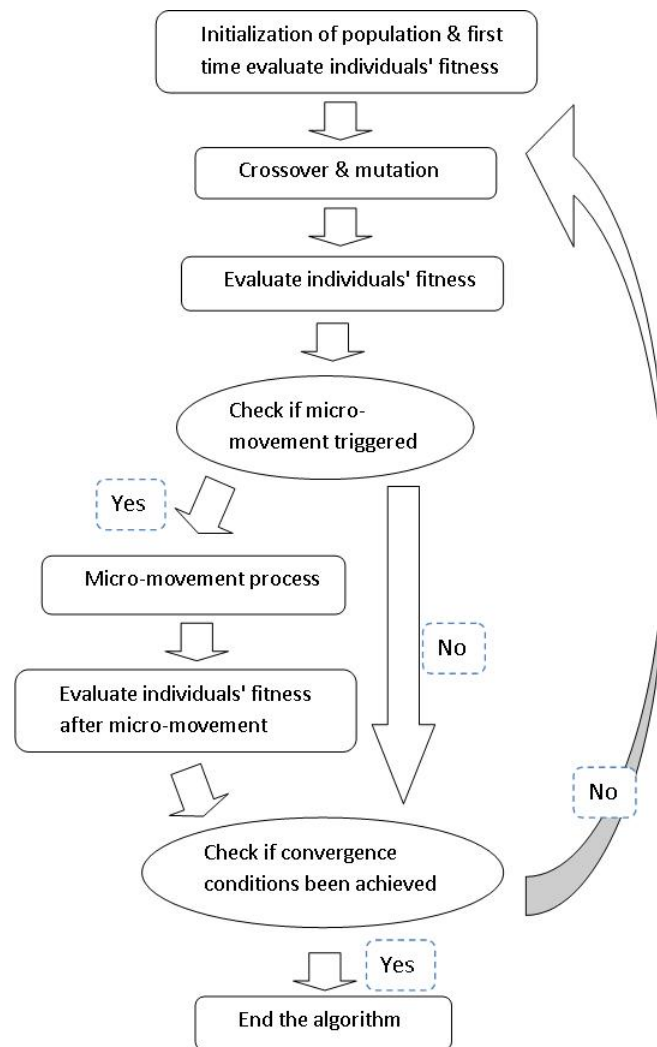 Initialization of population & first
time evaluate individuals' fitness
Crossover & mutation
Evaluate individuals' fitness
Check if micro-
movement triggered
Yes
Micro-movement process
No
Evaluate individuals' fitness
after micro-movement
No
Check if convergence
conditions been achieved
Yes
End the algorithm